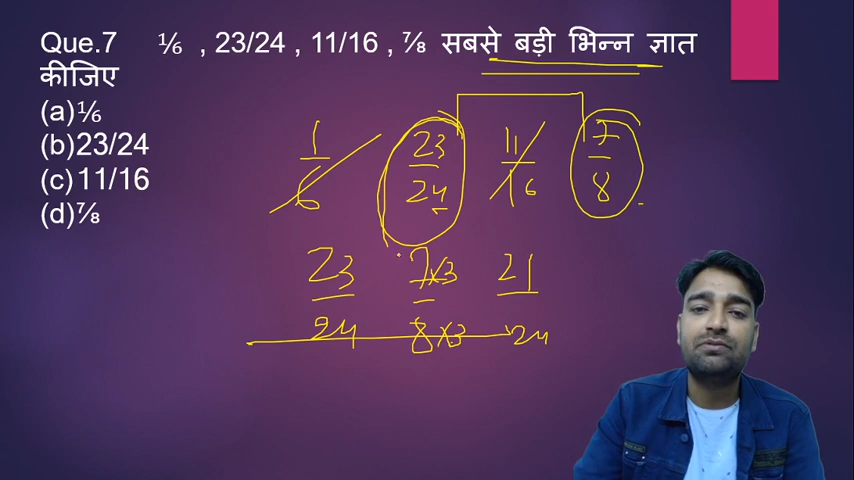 Que.7 ⅙ , 23/24 , 11/16 , ⅞ सबसे बड़ी भिन्न ज्ञात
कीजिए
(a)⅙
(b)23/24
(c)11/16
(d)⅞
1/6 23/24 11/16 7/8
23/24 7×3/8×3 21/24